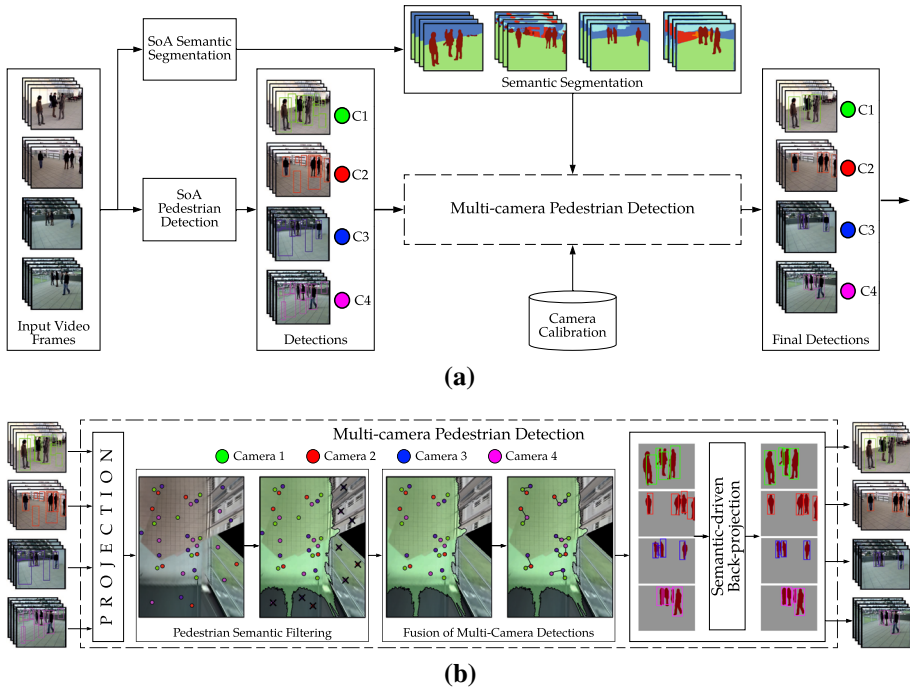 SoA Semantic
Segmentation
Semantic Segmentation
C1
C2
C3
C4
SoA
Pedestrian
Detection
Multi-camera Pedestrian Detection
C1
C2
C3
C4
Input Video
Frames
Detections
Camera
Calibration
Final Detections
(a)
Multi-camera Pedestrian Detection
Camera 1
Camera 2
Camera 3
Camera 4
PROJECTION
Semantic-driven
Back-projection
Pedestrian Semantic Filtering
Fusion of Multi-Camera Detections
(b)